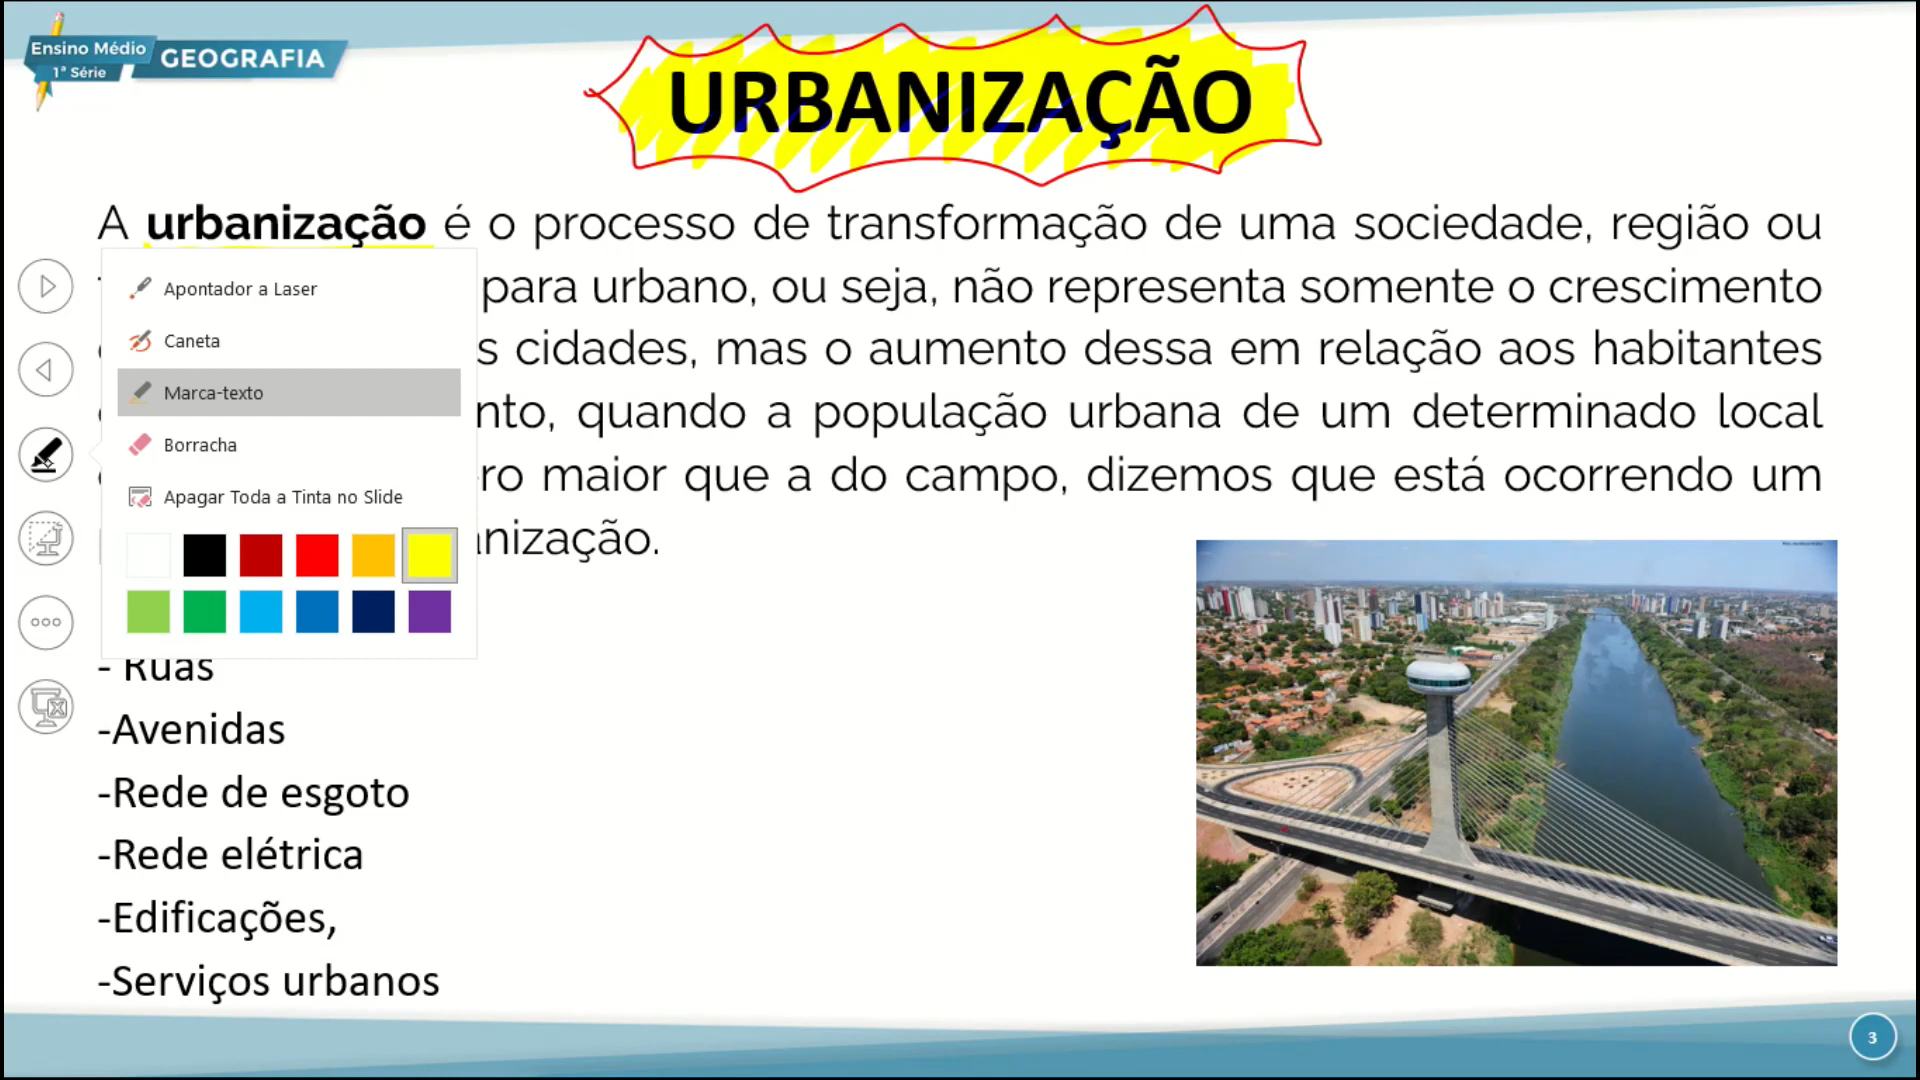 Ensino Médio
1ª Série
GEOGRAFIA
URBANIZAÇÃO
A urbanização é o processo de transformação de uma sociedade, região ou
para urbano, ou seja, não representa somente o crescimento
s cidades, mas o aumento dessa em relação aos habitantes
nto, quando a população urbana de um determinado local
ro maior que a do campo, dizemos que está ocorrendo um
anização.
Apontador a Laser
Caneta
Marca-texto
Borracha
Apagar Toda a Tinta no Slide
- Ruas
-Avenidas
-Rede de esgoto
-Rede elétrica
-Edificações,
-Serviços urbanos
3